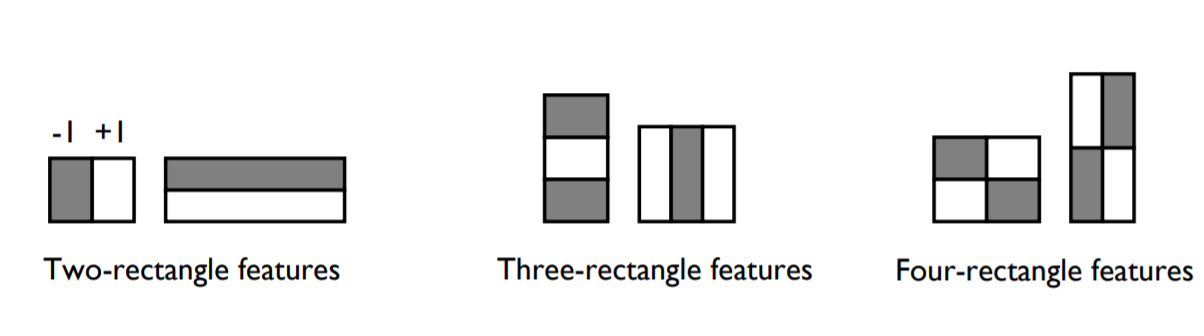 -1 +1
Two-rectangle features
Three-rectangle features
Four-rectangle features